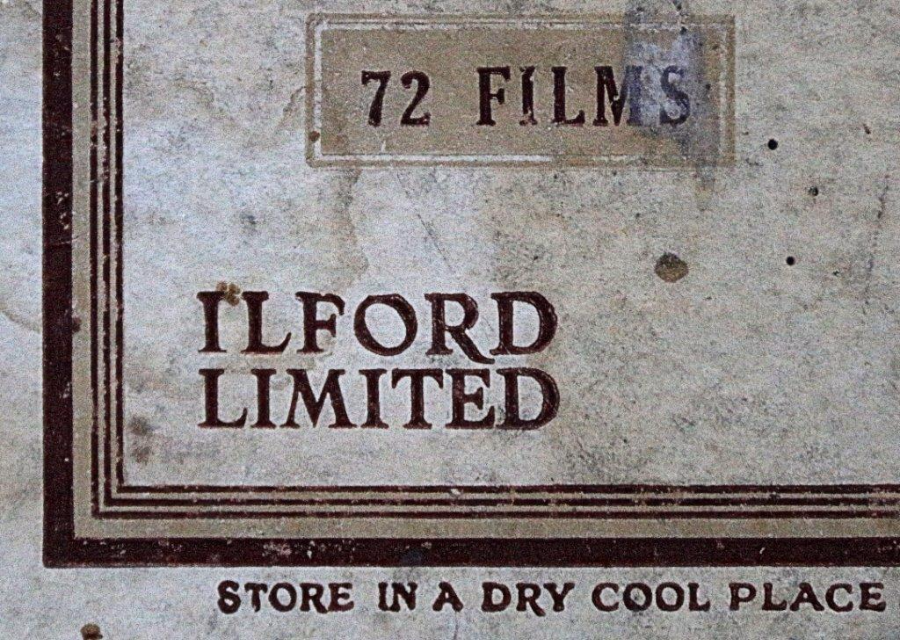 72 FILMS
ILFORD
LIMITED
STORE IN A DRY COOL PLACE